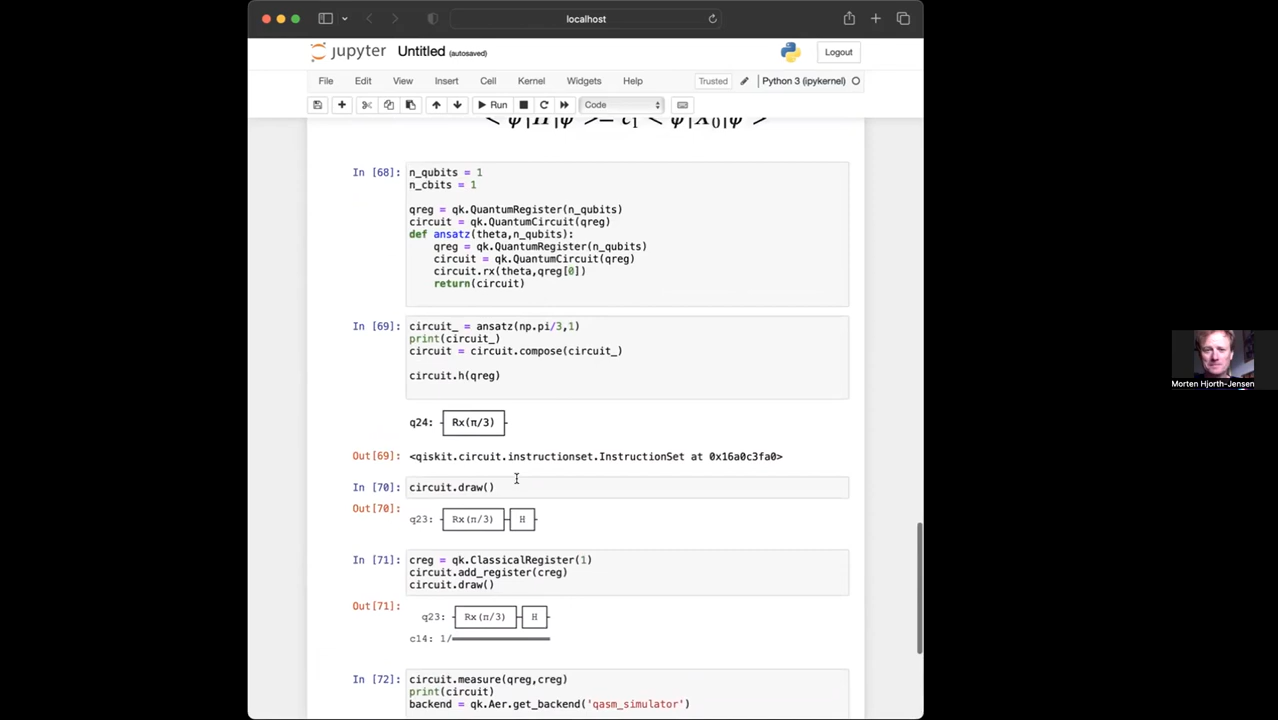 localhost
jupyter Untitled (autosaved)
Logout
File Edit View Insert Cell Kernel Widgets Help
Trusted
Python 3 (ipykernel)
Run
Code
In [68]:
n_qubits = 1
n_cbits = 1
qreg = qk.QuantumRegister(n_qubits)
circuit = qk.QuantumCircuit(qreg)
def ansatz(theta,n_qubits):
    qreg = qk.QuantumRegister(n_qubits)
    circuit = qk.QuantumCircuit(qreg)
    circuit.rx(theta,qreg[0])
    return(circuit)
In [69]:
circuit_ = ansatz(np.pi/3,1)
print(circuit_)
circuit = circuit.compose(circuit_)
circuit.h(qreg)
q24: Rx(π/3)
Out[69]: <qiskit.circuit.instructionset.InstructionSet at 0x16a0c3fa0>
In [70]: circuit.draw()
Out[70]:
q23: Rx(π/3) H
In [71]:
creg = qk.ClassicalRegister(1)
circuit.add_register(creg)
circuit.draw()
Out[71]:
q23: Rx(π/3) H
c14: 1/
In [72]:
circuit.measure(qreg,creg)
print(circuit)
backend = qk.Aer.get_backend('qasm_simulator')
Morten Hjorth-Jensen